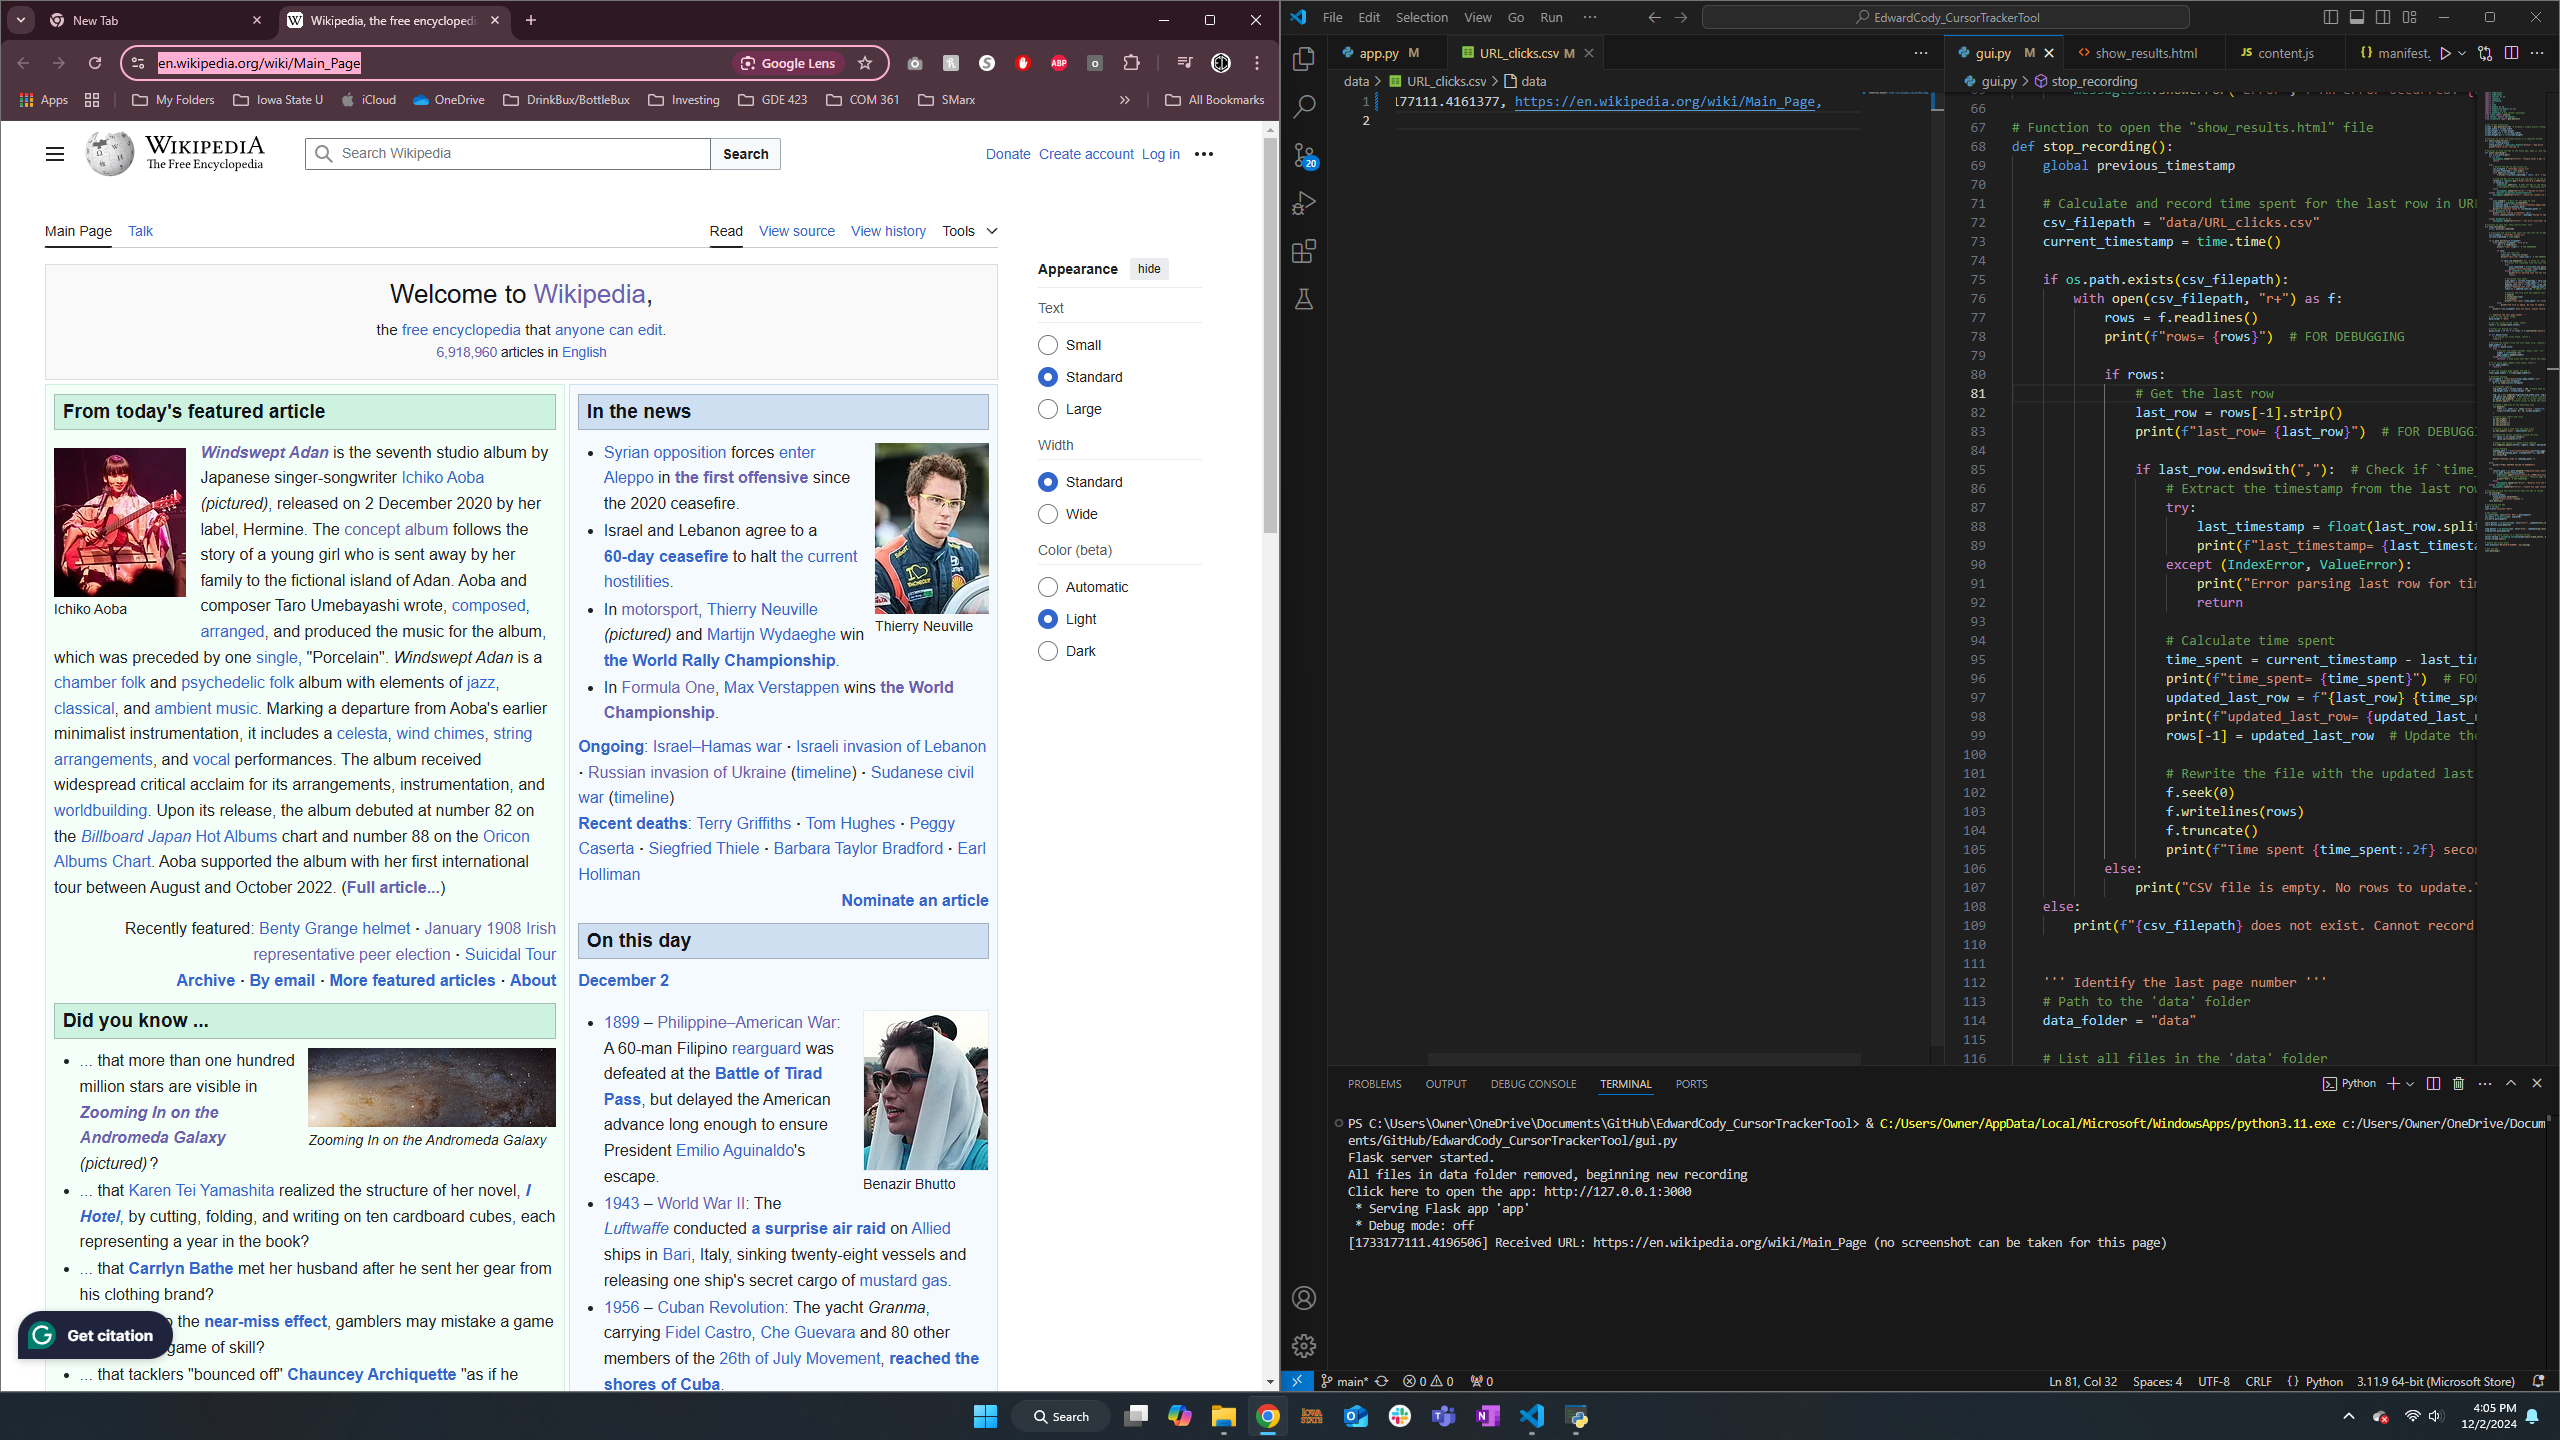 New Tab
Wikipedia, the free encyclopedi
en.wikipedia.org/wiki/Main_Page
Google Lens
Apps
My Folders
Iowa State U
iCloud
OneDrive
DrinkBux/BottleBux
Investing
GDE 423
COM 361
SMarx
All Bookmarks
WIKIPEDIA
The Free Encyclopedia
Search Wikipedia
Search
Donate Create account Log in
Main Page Talk
Read View source View history Tools
Welcome to Wikipedia,
the free encyclopedia that anyone can edit.
6,918,960 articles in English
From today's featured article
Windswept Adan is the seventh studio album by
Japanese singer-songwriter Ichiko Aoba
(pictured), released on 2 December 2020 by her
label, Hermine. The concept album follows the
story of a young girl who is sent away by her
family to the fictional island of Adan. Aoba and
composer Taro Umebayashi wrote, composed,
arranged, and produced the music for the album,
Ichiko Aoba
which was preceded by one single, "Porcelain". Windswept Adan is a
chamber folk and psychedelic folk album with elements of jazz,
classical, and ambient music. Marking a departure from Aoba's earlier
minimalist instrumentation, it includes a celesta, wind chimes, string
arrangements, and vocal performances. The album received
widespread critical acclaim for its arrangements, instrumentation, and
worldbuilding. Upon its release, the album debuted at number 82 on
the Billboard Japan Hot Albums chart and number 88 on the Oricon
Albums Chart. Aoba supported the album with her first international
tour between August and October 2022. (Full article...)
Recently featured: Benty Grange helmet · January 1908 Irish
representative peer election · Suicidal Tour
Archive · By email · More featured articles · About
Did you know ...
... that more than one hundred
million stars are visible in
Zooming In on the
Andromeda Galaxy
(pictured)?
Zooming In on the Andromeda Galaxy
... that Karen Tei Yamashita realized the structure of her novel, I
Hotel, by cutting, folding, and writing on ten cardboard cubes, each
representing a year in the book?
... that Carrlyn Bathe met her husband after he sent her gear from
his clothing brand?
the near-miss effect, gamblers may mistake a game
game of skill?
... that tacklers "bounced off" Chauncey Archiquette "as if he
Get citation
In the news
Syrian opposition forces enter
Aleppo in the first offensive since
the 2020 ceasefire.
Israel and Lebanon agree to a
60-day ceasefire to halt the current
hostilities.
In motorsport, Thierry Neuville
(pictured) and Martijn Wydaeghe win
the World Rally Championship.
Thierry Neuville
In Formula One, Max Verstappen wins the World
Championship.
Ongoing: Israel–Hamas war · Israeli invasion of Lebanon
· Russian invasion of Ukraine (timeline) · Sudanese civil
war (timeline)
Recent deaths: Terry Griffiths · Tom Hughes · Peggy
Caserta · Siegfried Thiele · Barbara Taylor Bradford · Earl
Holliman
Nominate an article
On this day
December 2
1899 – Philippine–American War:
A 60-man Filipino rearguard was
defeated at the Battle of Tirad
Pass, but delayed the American
advance long enough to ensure
President Emilio Aguinaldo's
escape.
Benazir Bhutto
1943 – World War II: The
Luftwaffe conducted a surprise air raid on Allied
ships in Bari, Italy, sinking twenty-eight vessels and
releasing one ship's secret cargo of mustard gas.
1956 – Cuban Revolution: The yacht Granma,
carrying Fidel Castro, Che Guevara and 80 other
members of the 26th of July Movement, reached the
shores of Cuba.
Appearance hide
Text
Small
Standard
Large
Width
Standard
Wide
Color (beta)
Automatic
Light
Dark
File Edit Selection View Go Run ···
EdwardCody_CursorTrackerTool
app.py M
URL_clicks.csv M
data > URL_clicks.csv > data
1 177111.4161377, https://en.wikipedia.org/wiki/Main_Page,
2
20
gui.py M
show_results.html
JS content.js
{} manifest.
gui.py > stop_recording
66
67 # Function to open the "show_results.html" file
68 def stop_recording():
69 global previous_timestamp
70
71 # Calculate and record time spent for the last row in URL
72 csv_filepath = "data/URL_clicks.csv"
73 current_timestamp = time.time()
74
75 if os.path.exists(csv_filepath):
76 with open(csv_filepath, "r+") as f:
77 rows = f.readlines()
78 print(f"rows= {rows}")  # FOR DEBUGGING
79
80 if rows:
81 # Get the last row
82 last_row = rows[-1].strip()
83 print(f"last_row= {last_row}")  # FOR DEBUGGI
84
85 if last_row.endswith(","):  # Check if `time_
86 # Extract the timestamp from the last row
87 try:
88 last_timestamp = float(last_row.split
89 print(f"last_timestamp= {last_timesta
90 except (IndexError, ValueError):
91 print("Error parsing last row for tim
92 return
93
94 # Calculate time spent
95 time_spent = current_timestamp - last_tim
96 print(f"time_spent= {time_spent}")  # FO
97 updated_last_row = f"{last_row} {time_spe
98 print(f"updated_last_row= {updated_last_r
99 rows[-1] = updated_last_row  # Update the
100
101 # Rewrite the file with the updated last
102 f.seek(0)
103 f.writelines(rows)
104 f.truncate()
105 print(f"Time spent {time_spent:.2f} secon
106 else:
107 print("CSV file is empty. No rows to update."
108 else:
109 print(f"{csv_filepath} does not exist. Cannot record
110
111
112 ''' Identify the last page number '''
113 # Path to the 'data' folder
114 data_folder = "data"
115
116 # List all files in the 'data' folder
PROBLEMS OUTPUT DEBUG CONSOLE TERMINAL PORTS
Python
PS C:\Users\Owner\OneDrive\Documents\GitHub\EdwardCody_CursorTrackerTool> & C:/Users/Owner/AppData/Local/Microsoft/WindowsApps/python3.11.exe c:/Users/Owner/OneDrive/Docum
ents/GitHub/EdwardCody_CursorTrackerTool/gui.py
Flask server started.
All files in data folder removed, beginning new recording
Click here to open the app: http://127.0.0.1:3000
* Serving Flask app 'app'
* Debug mode: off
[1733177111.4196506] Received URL: https://en.wikipedia.org/wiki/Main_Page (no screenshot can be taken for this page)
main* 0 0 0
Ln 81, Col 32 Spaces: 4 UTF-8 CRLF {} Python 3.11.9 64-bit (Microsoft Store)
Search
4:05 PM
12/2/2024